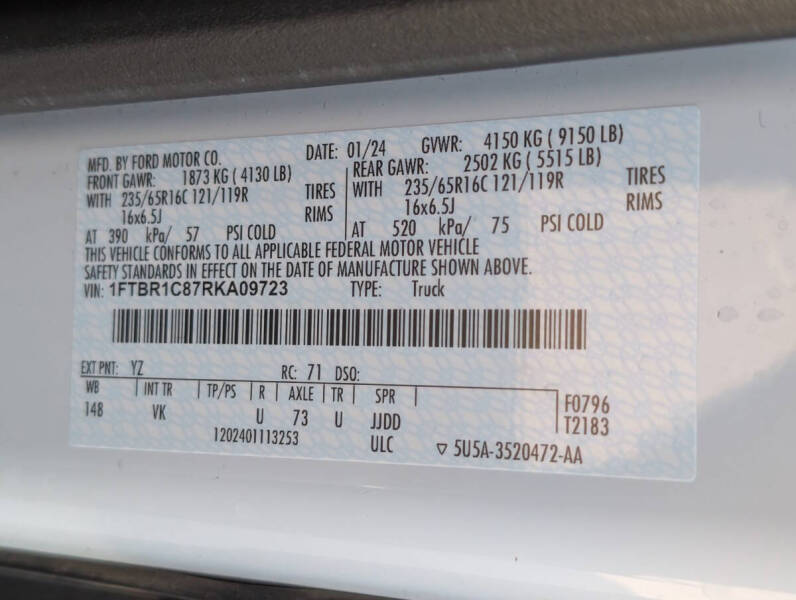 MFD. BY FORD MOTOR CO. DATE: 01/24 GVWR: 4150 KG ( 9150 LB)
FRONT GAWR: 1873 KG ( 4130 LB) REAR GAWR: 2502 KG ( 5515 LB)
WITH 235/65R16C 121/119R TIRES WITH 235/65R16C 121/119R TIRES
16x6.5J RIMS 16x6.5J RIMS
AT 390 kPa/ 57 PSI COLD AT 520 kPa/ 75 PSI COLD
THIS VEHICLE CONFORMS TO ALL APPLICABLE FEDERAL MOTOR VEHICLE
SAFETY STANDARDS IN EFFECT ON THE DATE OF MANUFACTURE SHOWN ABOVE.
VIN: 1FTBR1C87RKA09723 TYPE: Truck
EXT PNT: YZ RC: 71 DSO:
WB INT TR TP/PS R AXLE TR SPR
148 VK U 73 U JJDD F0796
1202401113253 ULC T2183
▽ 5U5A-3520472-AA